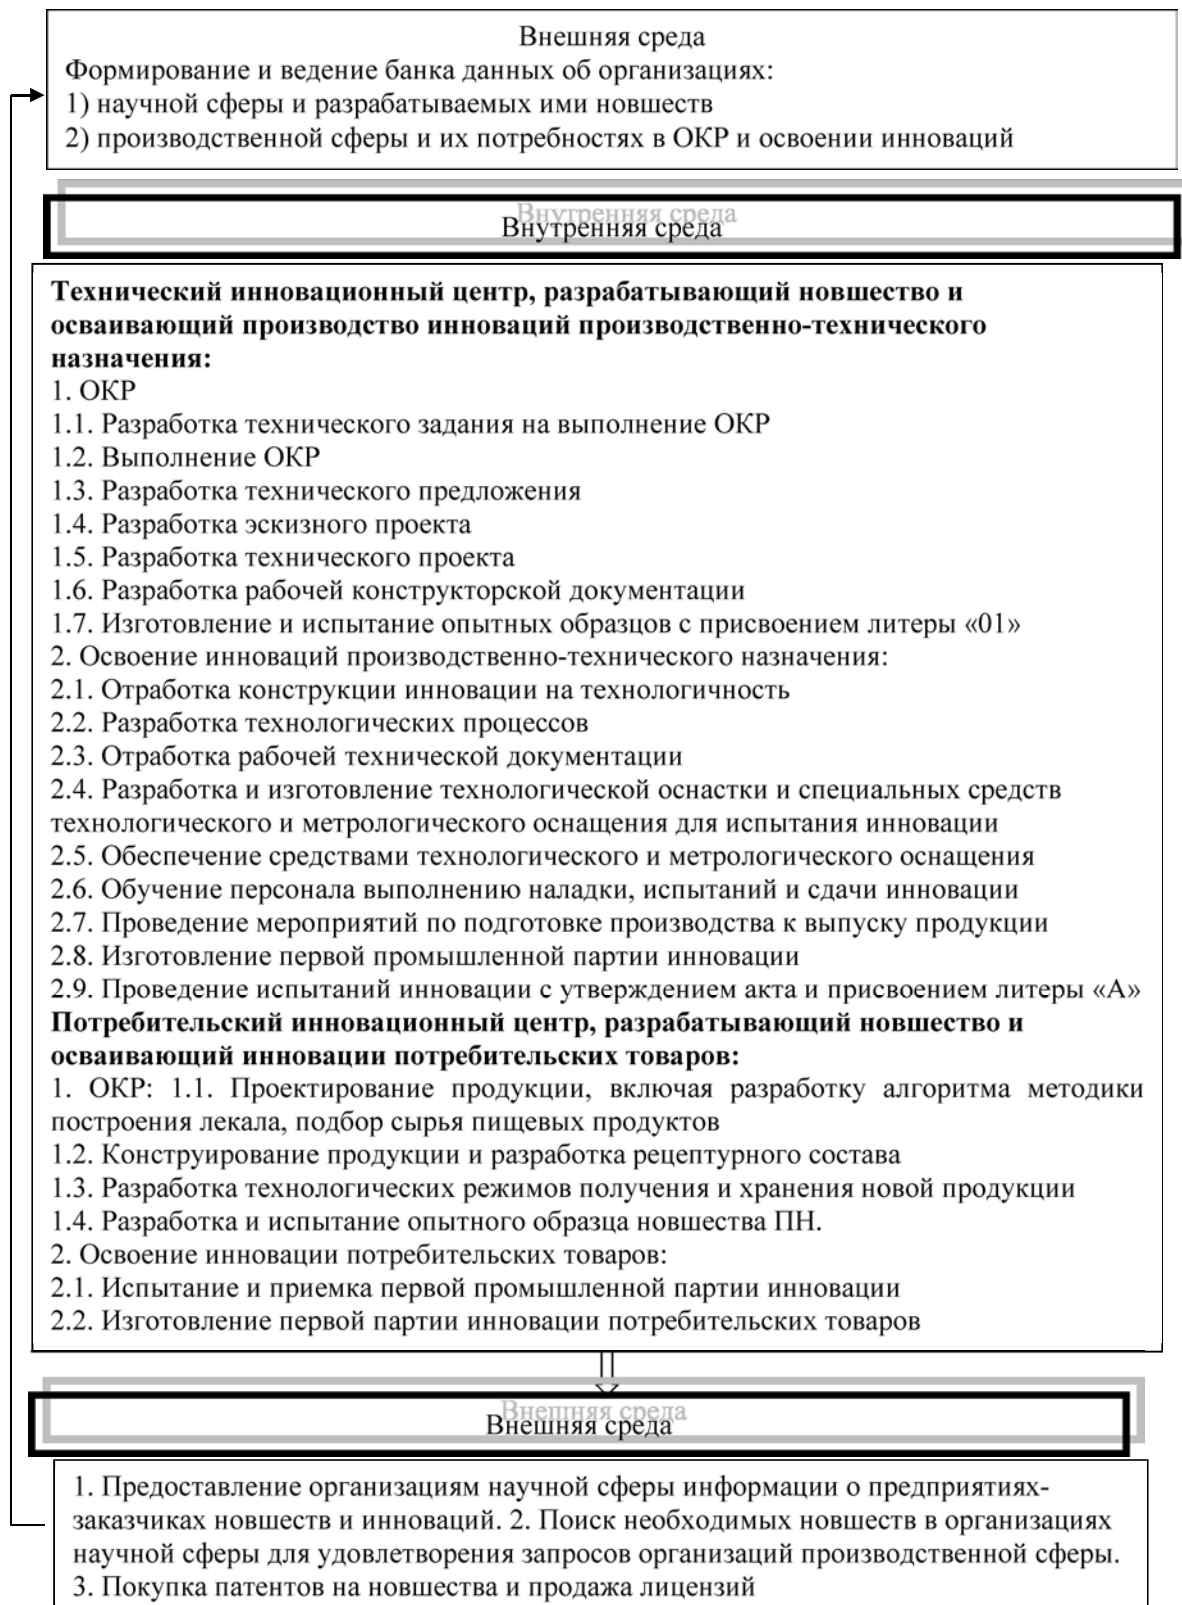 Внешняя среда
Формирование и ведение банка данных об организациях:
1) научной сферы и разрабатываемых ими новшеств
2) производственной сферы и их потребностях в ОКР и освоении инноваций
Внутренняя среда
Внутренняя среда
Технический инновационный центр, разрабатывающий новшество и
осваивающий производство инноваций производственно-технического
назначения:
1. ОКР
1.1. Разработка технического задания на выполнение ОКР
1.2. Выполнение ОКР
1.3. Разработка технического предложения
1.4. Разработка эскизного проекта
1.5. Разработка технического проекта
1.6. Разработка рабочей конструкторской документации
1.7. Изготовление и испытание опытных образцов с присвоением литеры «01»
2. Освоение инноваций производственно-технического назначения:
2.1. Отработка конструкции инновации на технологичность
2.2. Разработка технологических процессов
2.3. Отработка рабочей технической документации
2.4. Разработка и изготовление технологической оснастки и специальных средств
технологического и метрологического оснащения для испытания инновации
2.5. Обеспечение средствами технологического и метрологического оснащения
2.6. Обучение персонала выполнению наладки, испытаний и сдачи инновации
2.7. Проведение мероприятий по подготовке производства к выпуску продукции
2.8. Изготовление первой промышленной партии инновации
2.9. Проведение испытаний инновации с утверждением акта и присвоением литеры «А»
Потребительский инновационный центр, разрабатывающий новшество и
осваивающий инновации потребительских товаров:
1. ОКР: 1.1. Проектирование продукции, включая разработку алгоритма методики
построения лекала, подбор сырья пищевых продуктов
1.2. Конструирование продукции и разработка рецептурного состава
1.3. Разработка технологических режимов получения и хранения новой продукции
1.4. Разработка и испытание опытного образца новшества ПН.
2. Освоение инновации потребительских товаров:
2.1. Испытание и приемка первой промышленной партии инновации
2.2. Изготовление первой партии инновации потребительских товаров
Внешняя среда
Внешняя среда
1. Предоставление организациям научной сферы информации о предприятиях-
заказчиках новшеств и инноваций. 2. Поиск необходимых новшеств в организациях
научной сферы для удовлетворения запросов организаций производственной сферы.
3. Покупка патентов на новшества и продажа лицензий